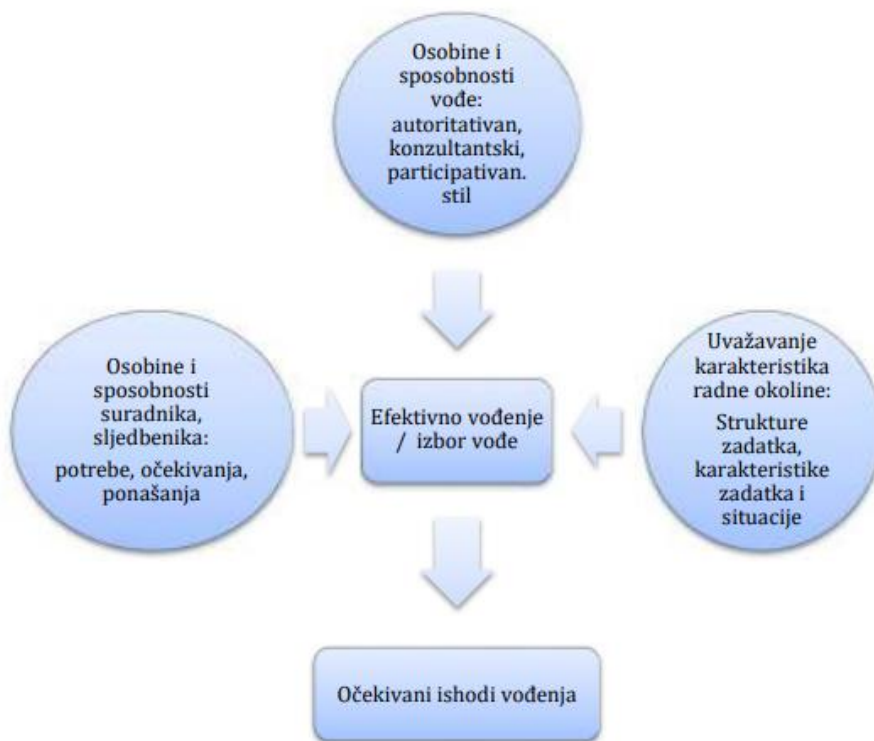 Osobine i
sposobnosti
vođe:
autoritativan,
konzultantski,
participativan.
stil
Osobine i
sposobnosti
suradnika,
sljedbenika:
potrebe, očekivanja,
ponašanja
Efektivno vođenje
/ izbor vođe
Uvažavanje
karakteristika
radne okoline:
Strukture
zadatka,
karakteristike
zadatka i
situacije
Očekivani ishodi vođenja